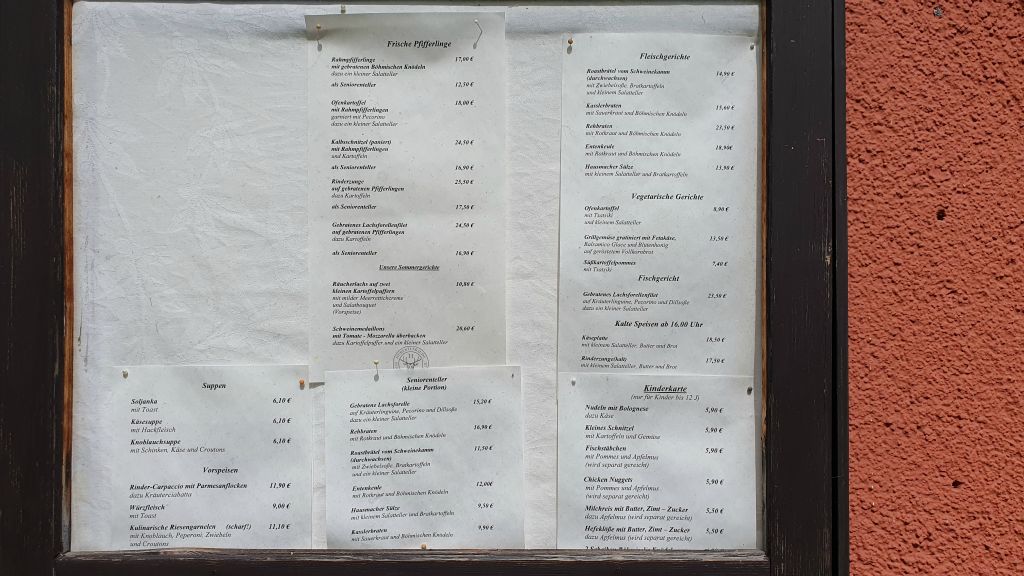 Frische Pfifferlinge
Rahmpfifferlinge 17,00 €
mit gebratenen Böhmischen Knödeln
dazu ein kleiner Salatteller
als Seniorenteller 12,50 €
Ofenkartoffel 18,00 €
mit Rahmpfifferlingen
garniert mit Pecorino
dazu ein kleiner Salatteller
Kalbsschnitzel (paniert) 24,50 €
mit Rahmpfifferlingen
und Kartoffeln
als Seniorenteller 16,90 €
Rinderzunge 25,50 €
auf gebratenen Pfifferlingen
dazu Kartoffeln
als Seniorenteller 17,50 €
Gebratenes Lachsforellenfilet 24,50 €
auf gebratenen Pfifferlingen
dazu Kartoffeln
als Seniorenteller 16,90 €
Unsere Sommergerichte
Räucherlachs auf zwei 10,80 €
kleinen Kartoffelpuffern
mit milder Meerrettichcreme
und Salatbouquet
(Vorspeise)
Schweinemedaillons 20,60 €
mit Tomate - Mozzarella überbacken
dazu Kartoffelpuffer und ein kleiner Salatteller
Fleischgerichte
Roastbrätel vom Schweinekamm 14,90 €
(durchwachsen)
mit Zwiebelsoße, Bratkartoffeln
und kleinem Salatteller
Kasslerbraten 15,60 €
mit Sauerkraut und Böhmischen Knödeln
Rehbraten 23,50 €
mit Rotkraut und Böhmischen Knödeln
Entenkeule 18,90€
mit Rotkraut und Böhmischen Knödeln
Hausmacher Sülze 13,90 €
mit kleinem Salatteller und Bratkartoffeln
Vegetarische Gerichte
Ofenkartoffel 8,90 €
mit Tsatsiki
und kleinem Salatteller
Grillgemüse gratiniert mit Fetakäse, 13,50 €
Balsamico Glace und Blütenhonig
auf geröstetem Vollkornbrot
Süßkartoffelpommes 7,40 €
mit Tsatsiki
Fischgericht
Gebratenes Lachsforellenfilet 23,50 €
auf Kräuterlinguine, Pecorino und Dillsoße
dazu ein kleiner Salatteller
Kalte Speisen ab 16.00 Uhr
Käseplatte 18,50 €
mit kleinem Salatteller, Butter und Brot
Rinderzunge(kalt) 17,50 €
mit kleinem Salatteller, Butter und Brot
Suppen
Soljanka 6,10 €
mit Toast
Käsesuppe 6,10 €
mit Hackfleisch
Knoblauchsuppe 6,10 €
mit Schinken, Käse und Croutons
Vorspeisen
Rinder-Carpaccio mit Parmesanflocken 11,90 €
dazu Kräuterciabatta
Würzfleisch 9,00 €
mit Toast
Kulinarische Riesengarnelen (scharf!) 11,10 €
mit Knoblauch, Peperoni, Zwiebeln
und Croutons
Seniorenteller
(kleine Portion)
Gebratene Lachsforelle 15,20 €
auf Kräuterlinguine, Pecorino und Dillsoße
dazu ein kleiner Salatteller
Rehbraten 16,90 €
mit Rotkraut und Böhmischen Knödeln
Roastbrätel vom Schweinekamm 11,50 €
(durchwachsen)
mit Zwiebelsoße, Bratkartoffeln
und ein kleiner Salatteller
Entenkeule 12,00€
mit Rotkraut und Böhmischen Knödeln
Hausmacher Sülze 9,50 €
mit kleinem Salatteller und Bratkartoffeln
Kasslerbraten 9,90 €
mit Sauerkraut und Böhmischen Knödeln
Kinderkarte
(nur für Kinder bis 12 J)
Nudeln mit Bolognese 5,90 €
dazu Käse
Kleines Schnitzel 5,90 €
mit Kartoffeln und Gemüse
Fischstäbchen 5,90 €
mit Pommes und Apfelmus
(wird separat gereicht)
Chicken Nuggets 5,90 €
mit Pommes und Apfelmus
(wird separat gereicht)
Milchreis mit Butter, Zimt – Zucker 5,50 €
dazu Apfelmus (wird separat gereicht)
Hefeklöße mit Butter, Zimt – Zucker 5,50 €
dazu Apfelmus (wird separat gereicht)